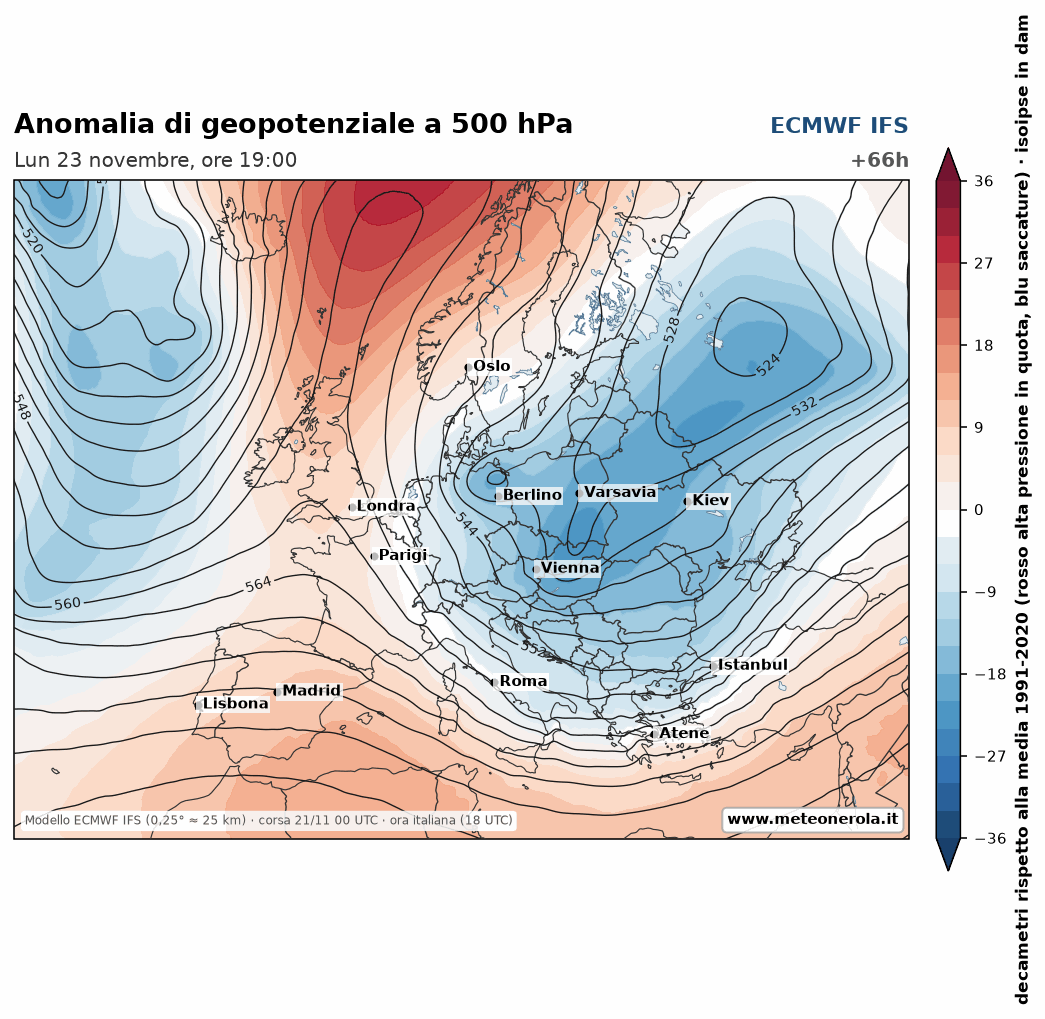 Anomalia di geopotenziale a 500 hPa
ECMWF IFS
Lun 23 novembre, ore 19:00
+66h
520
548
528
524
532
544
552
560
564
Oslo
Berlino
Varsavia
Kiev
Londra
Parigi
Vienna
Istanbul
Roma
Madrid
Lisbona
Atene
Modello ECMWF IFS (0,25° ≈ 25 km) · corsa 21/11 00 UTC · ora italiana (18 UTC)
www.meteonerola.it
36
27
18
9
0
−9
−18
−27
−36
decametri rispetto alla media 1991-2020 (rosso alta pressione in quota, blu saccature) · isoipse in dam